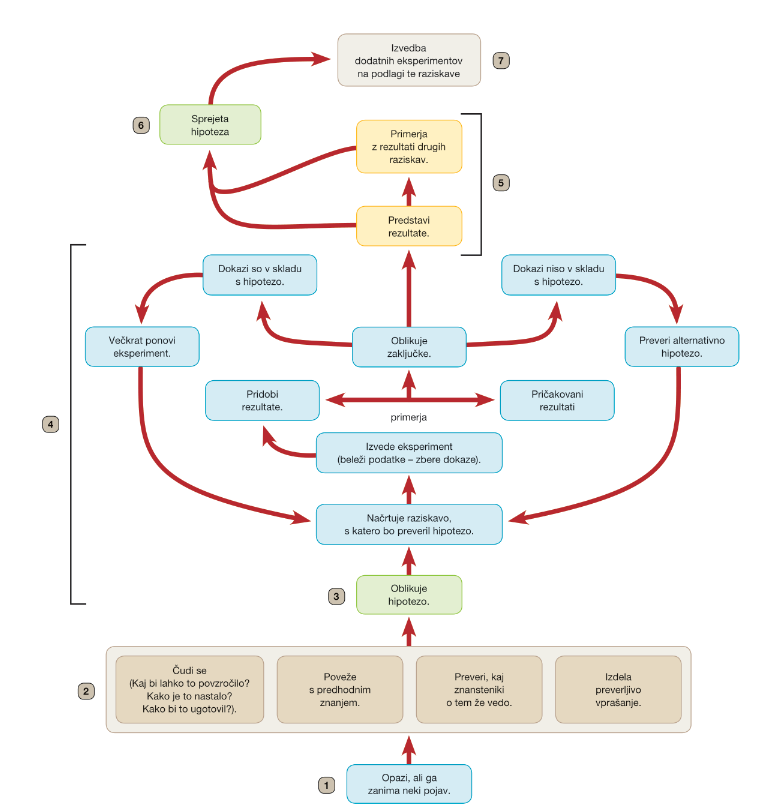 Izvedba
dodatnih eksperimentov
na podlagi te raziskave
7
6
Sprejeta
hipoteza
Primerja
z rezultati drugih
raziskav.
5
Predstavi
rezultate.
Dokazi so v skladu
s hipotezo.
Dokazi niso v skladu
s hipotezo.
Večkrat ponovi
eksperiment.
Oblikuje
zaključke.
Preveri alternativno
hipotezo.
Pridobi
rezultate.
Pričakovani
rezultati
primerja
4
Izvede eksperiment
(beleži podatke – zbere dokaze).
Načrtuje raziskavo,
s katero bo preveril hipotezo.
3
Oblikuje
hipotezo.
2
Čudi se
(Kaj bi lahko to povzročilo?
Kako je to nastalo?
Kako bi to ugotovil?).
Poveže
s predhodnim
znanjem.
Preveri, kaj
znansteniki
o tem že vedo.
Izdela
preverljivo
vprašanje.
1
Opazi, ali ga
zanima neki pojav.